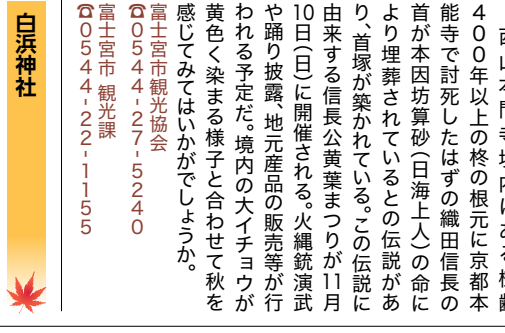 ４００年以上の柊の根元に京都本
能寺で討死したはずの織田信長の
首が本因坊算砂（日海上人）の命に
より埋葬されているとの伝説があ
り、首塚が築かれている。この伝説に
由来する信長公黄葉まつりが11月
10日（日）に開催される。火縄銃演武
や踊り披露、地元産品の販売等が行
われる予定だ。境内の大イチョウが
黄色く染まる様子と合わせて秋を
感じてみてはいかがでしょうか。
富士宮市観光協会
☎０５４４-２７-５２４０
富士宮市 観光課
☎０５４４-２２-１１５５
白浜神社